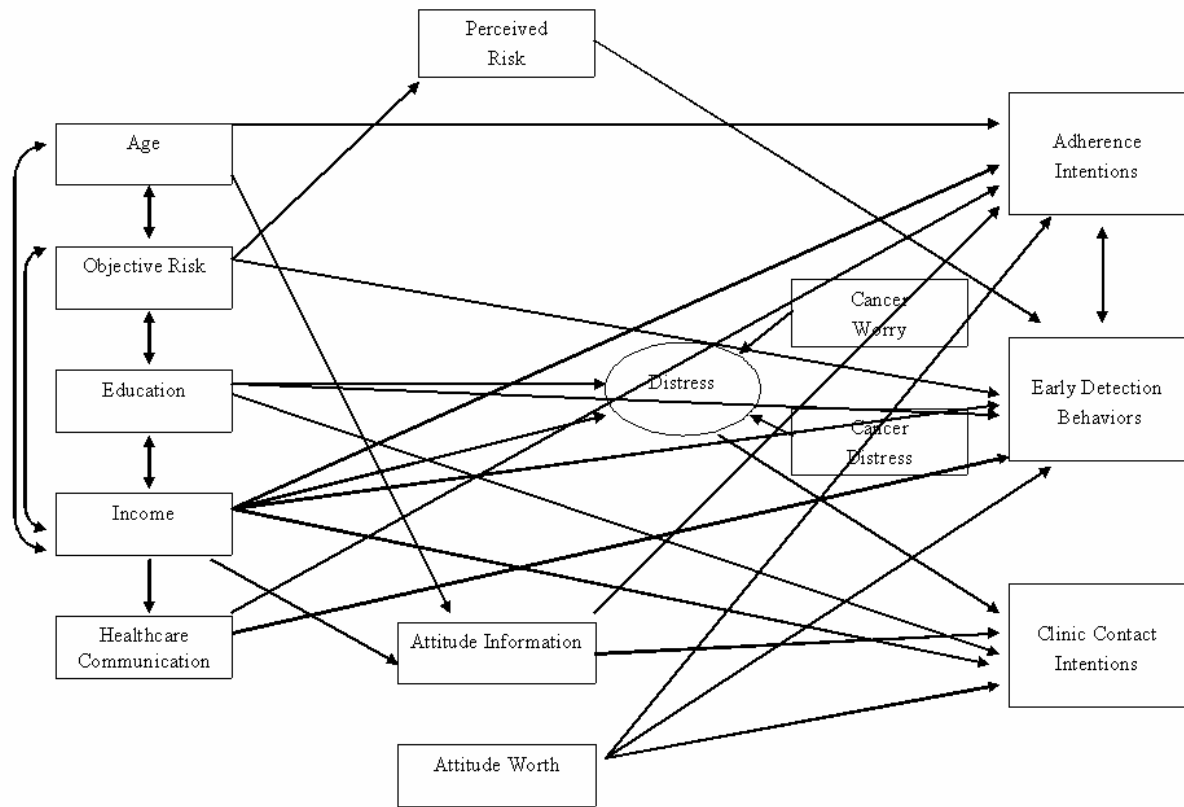 Perceived
Risk
Age
Adherence
Intentions
Objective Risk
Cancer
Worry
Education
Distress
Early Detection
Behaviors
Cancer
Distress
Income
Healthcare
Communication
Attitude Information
Clinic Contact
Intentions
Attitude Worth